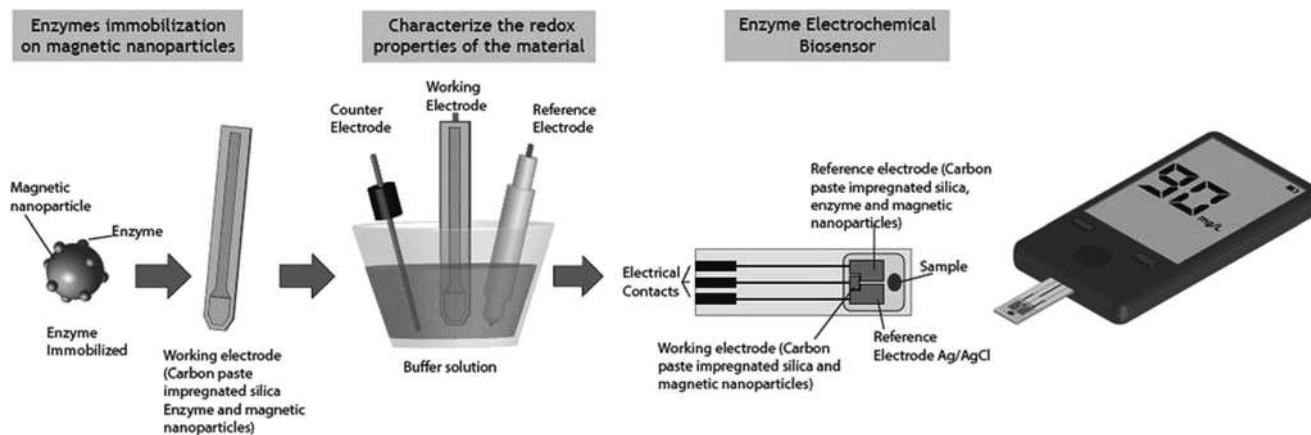 Enzymes immobilization
on magnetic nanoparticles
Characterize the redox
properties of the material
Enzyme Electrochemical
Biosensor
Magnetic
nanoparticle
Enzyme
Enzyme
Immobilized
Working electrode
(Carbon paste
impregnated silica
Enzyme and magnetic
nanoparticles)
Counter
Electrode
Working
Electrode
Reference
Electrode
Buffer solution
Electrical
Contacts
Reference electrode (Carbon
paste impregnated silica,
enzyme and magnetic
nanoparticles)
Sample
Reference
Electrode Ag/AgCl
Working electrode (Carbon
paste impregnated silica and
magnetic nanoparticles)
90
mg/L